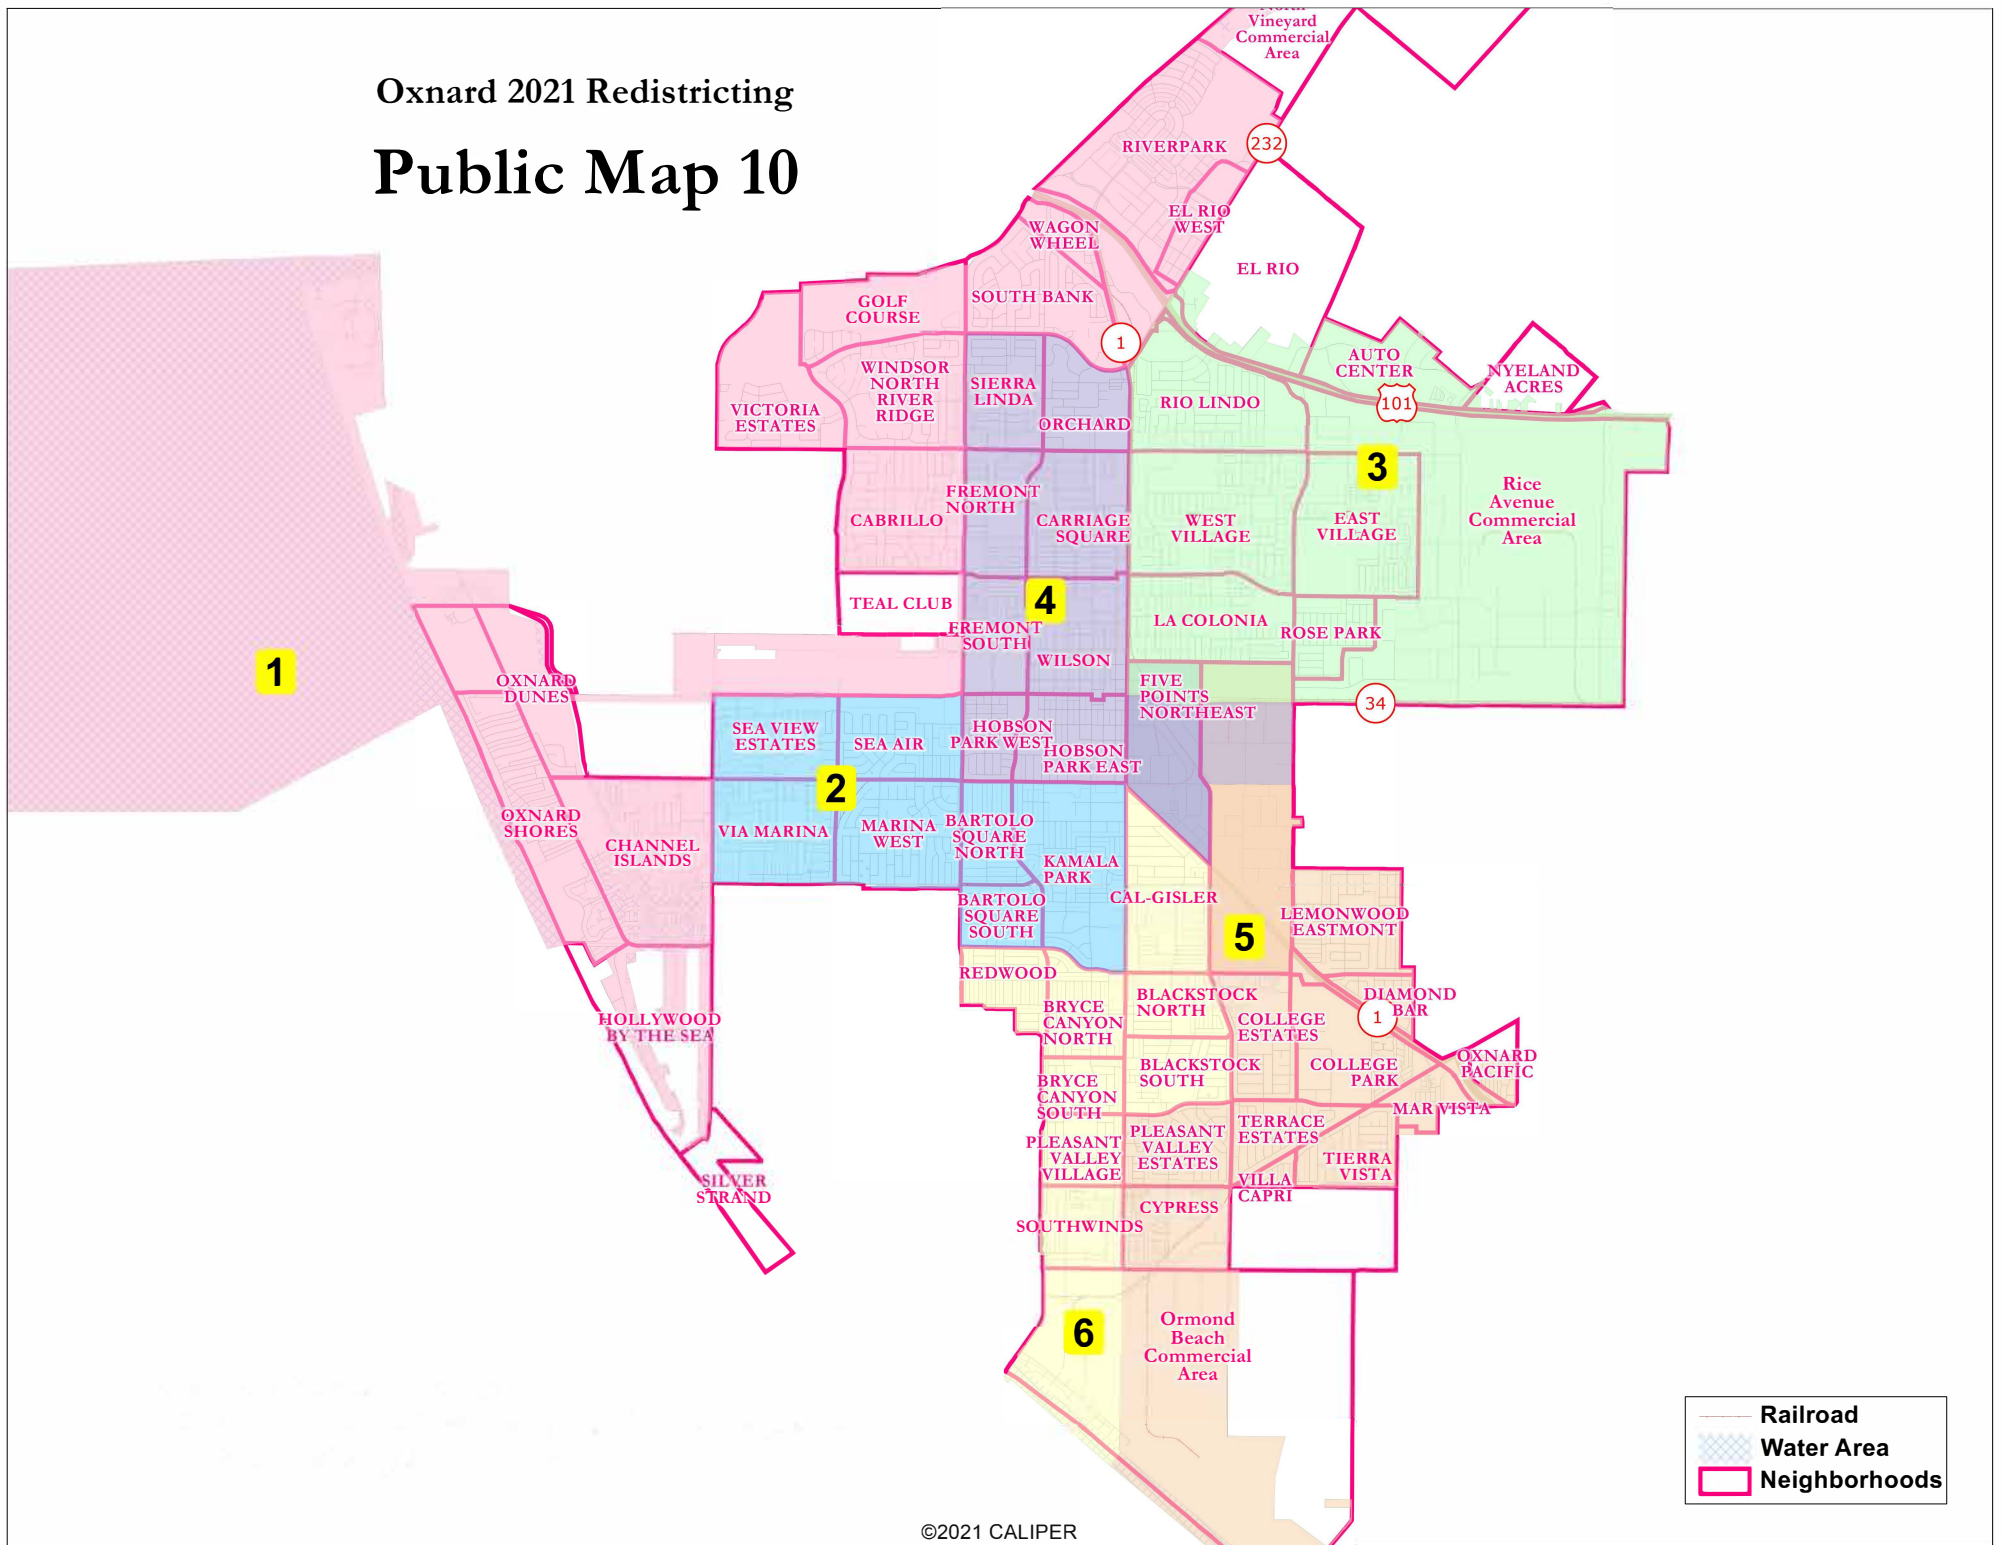 North
Vineyard
Commercial
Area
Oxnard 2021 Redistricting
Public Map 10
RIVERPARK
232
EL RIO
WEST
WAGON
WHEEL
EL RIO
GOLF
COURSE
SOUTH BANK
1
AUTO
CENTER
NYELAND
ACRES
WINDSOR
NORTH
RIVER
RIDGE
SIERRA
LINDA
VICTORIA
ESTATES
ORCHARD
RIO LINDO
101
3
FREMONT
NORTH
CABRILLO
CARRIAGE
SQUARE
WEST
VILLAGE
EAST
VILLAGE
Rice
Avenue
Commercial
Area
TEAL CLUB
4
FREMONT
SOUTH
WILSON
LA COLONIA
ROSE PARK
1
OXNARD
DUNES
FIVE
POINTS
NORTHEAST
34
SEA VIEW
ESTATES
SEA AIR
HOBSON
PARK WEST
HOBSON
PARK EAST
2
OXNARD
SHORES
CHANNEL
ISLANDS
VIA MARINA
MARINA
WEST
BARTOLO
SQUARE
NORTH
KAMALA
PARK
CAL-GISLER
BARTOLO
SQUARE
SOUTH
5
LEMONWOOD
EASTMONT
REDWOOD
BRYCE
CANYON
NORTH
BLACKSTOCK
NORTH
COLLEGE
ESTATES
DIAMOND
BAR
1
HOLLYWOOD
BY THE SEA
BRYCE
CANYON
SOUTH
BLACKSTOCK
SOUTH
COLLEGE
PARK
OXNARD
PACIFIC
MAR VISTA
PLEASANT
VALLEY
VILLAGE
PLEASANT
VALLEY
ESTATES
TERRACE
ESTATES
TIERRA
VISTA
VILLA
CAPRI
SILVER
STRAND
SOUTHWINDS
CYPRESS
6
Ormond
Beach
Commercial
Area
Railroad
Water Area
Neighborhoods
©2021 CALIPER